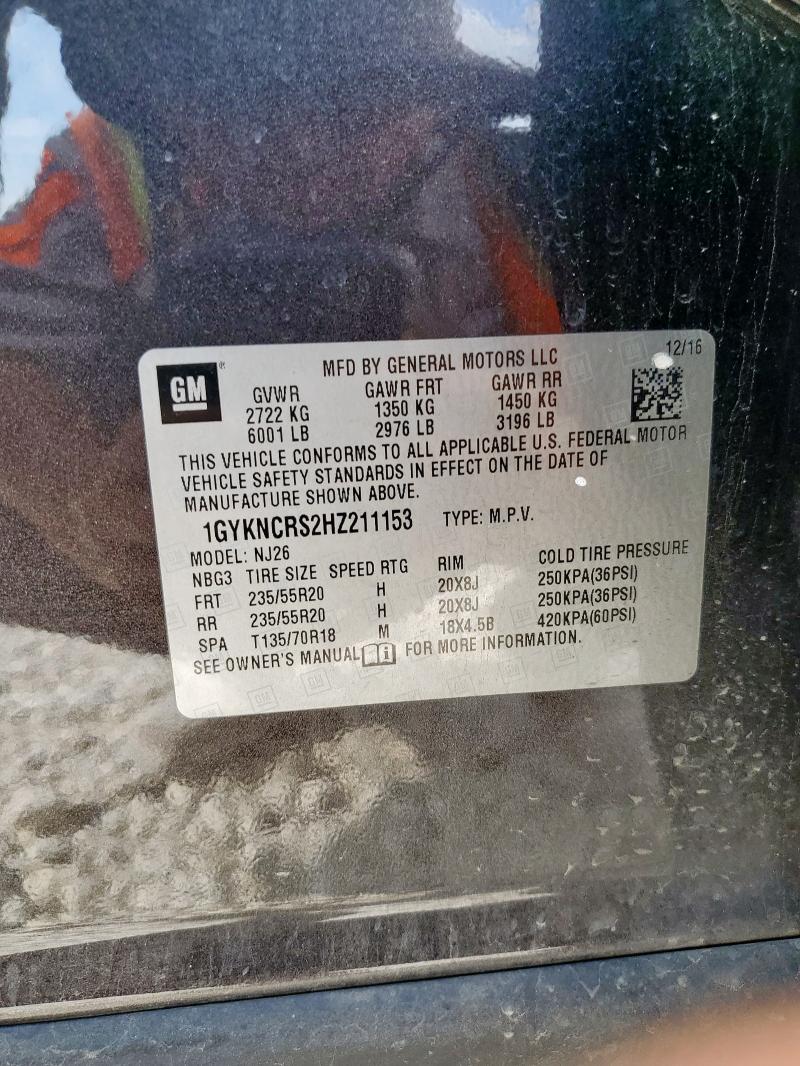 12/16
GM ® MFD BY GENERAL MOTORS LLC
GVWR GAWR FRT GAWR RR
2722 KG 1350 KG 1450 KG
6001 LB 2976 LB 3196 LB
THIS VEHICLE CONFORMS TO ALL APPLICABLE U.S. FEDERAL MOTOR
VEHICLE SAFETY STANDARDS IN EFFECT ON THE DATE OF
MANUFACTURE SHOWN ABOVE.
1GYKNCRS2HZ211153 TYPE: M.P.V.
MODEL: NJ26
NBG3 TIRE SIZE SPEED RTG RIM COLD TIRE PRESSURE
FRT 235/55R20 H 20X8J 250KPA(36PSI)
RR 235/55R20 H 20X8J 250KPA(36PSI)
SPA T135/70R18 M 18X4.5B 420KPA(60PSI)
SEE OWNER'S MANUAL FOR MORE INFORMATION.